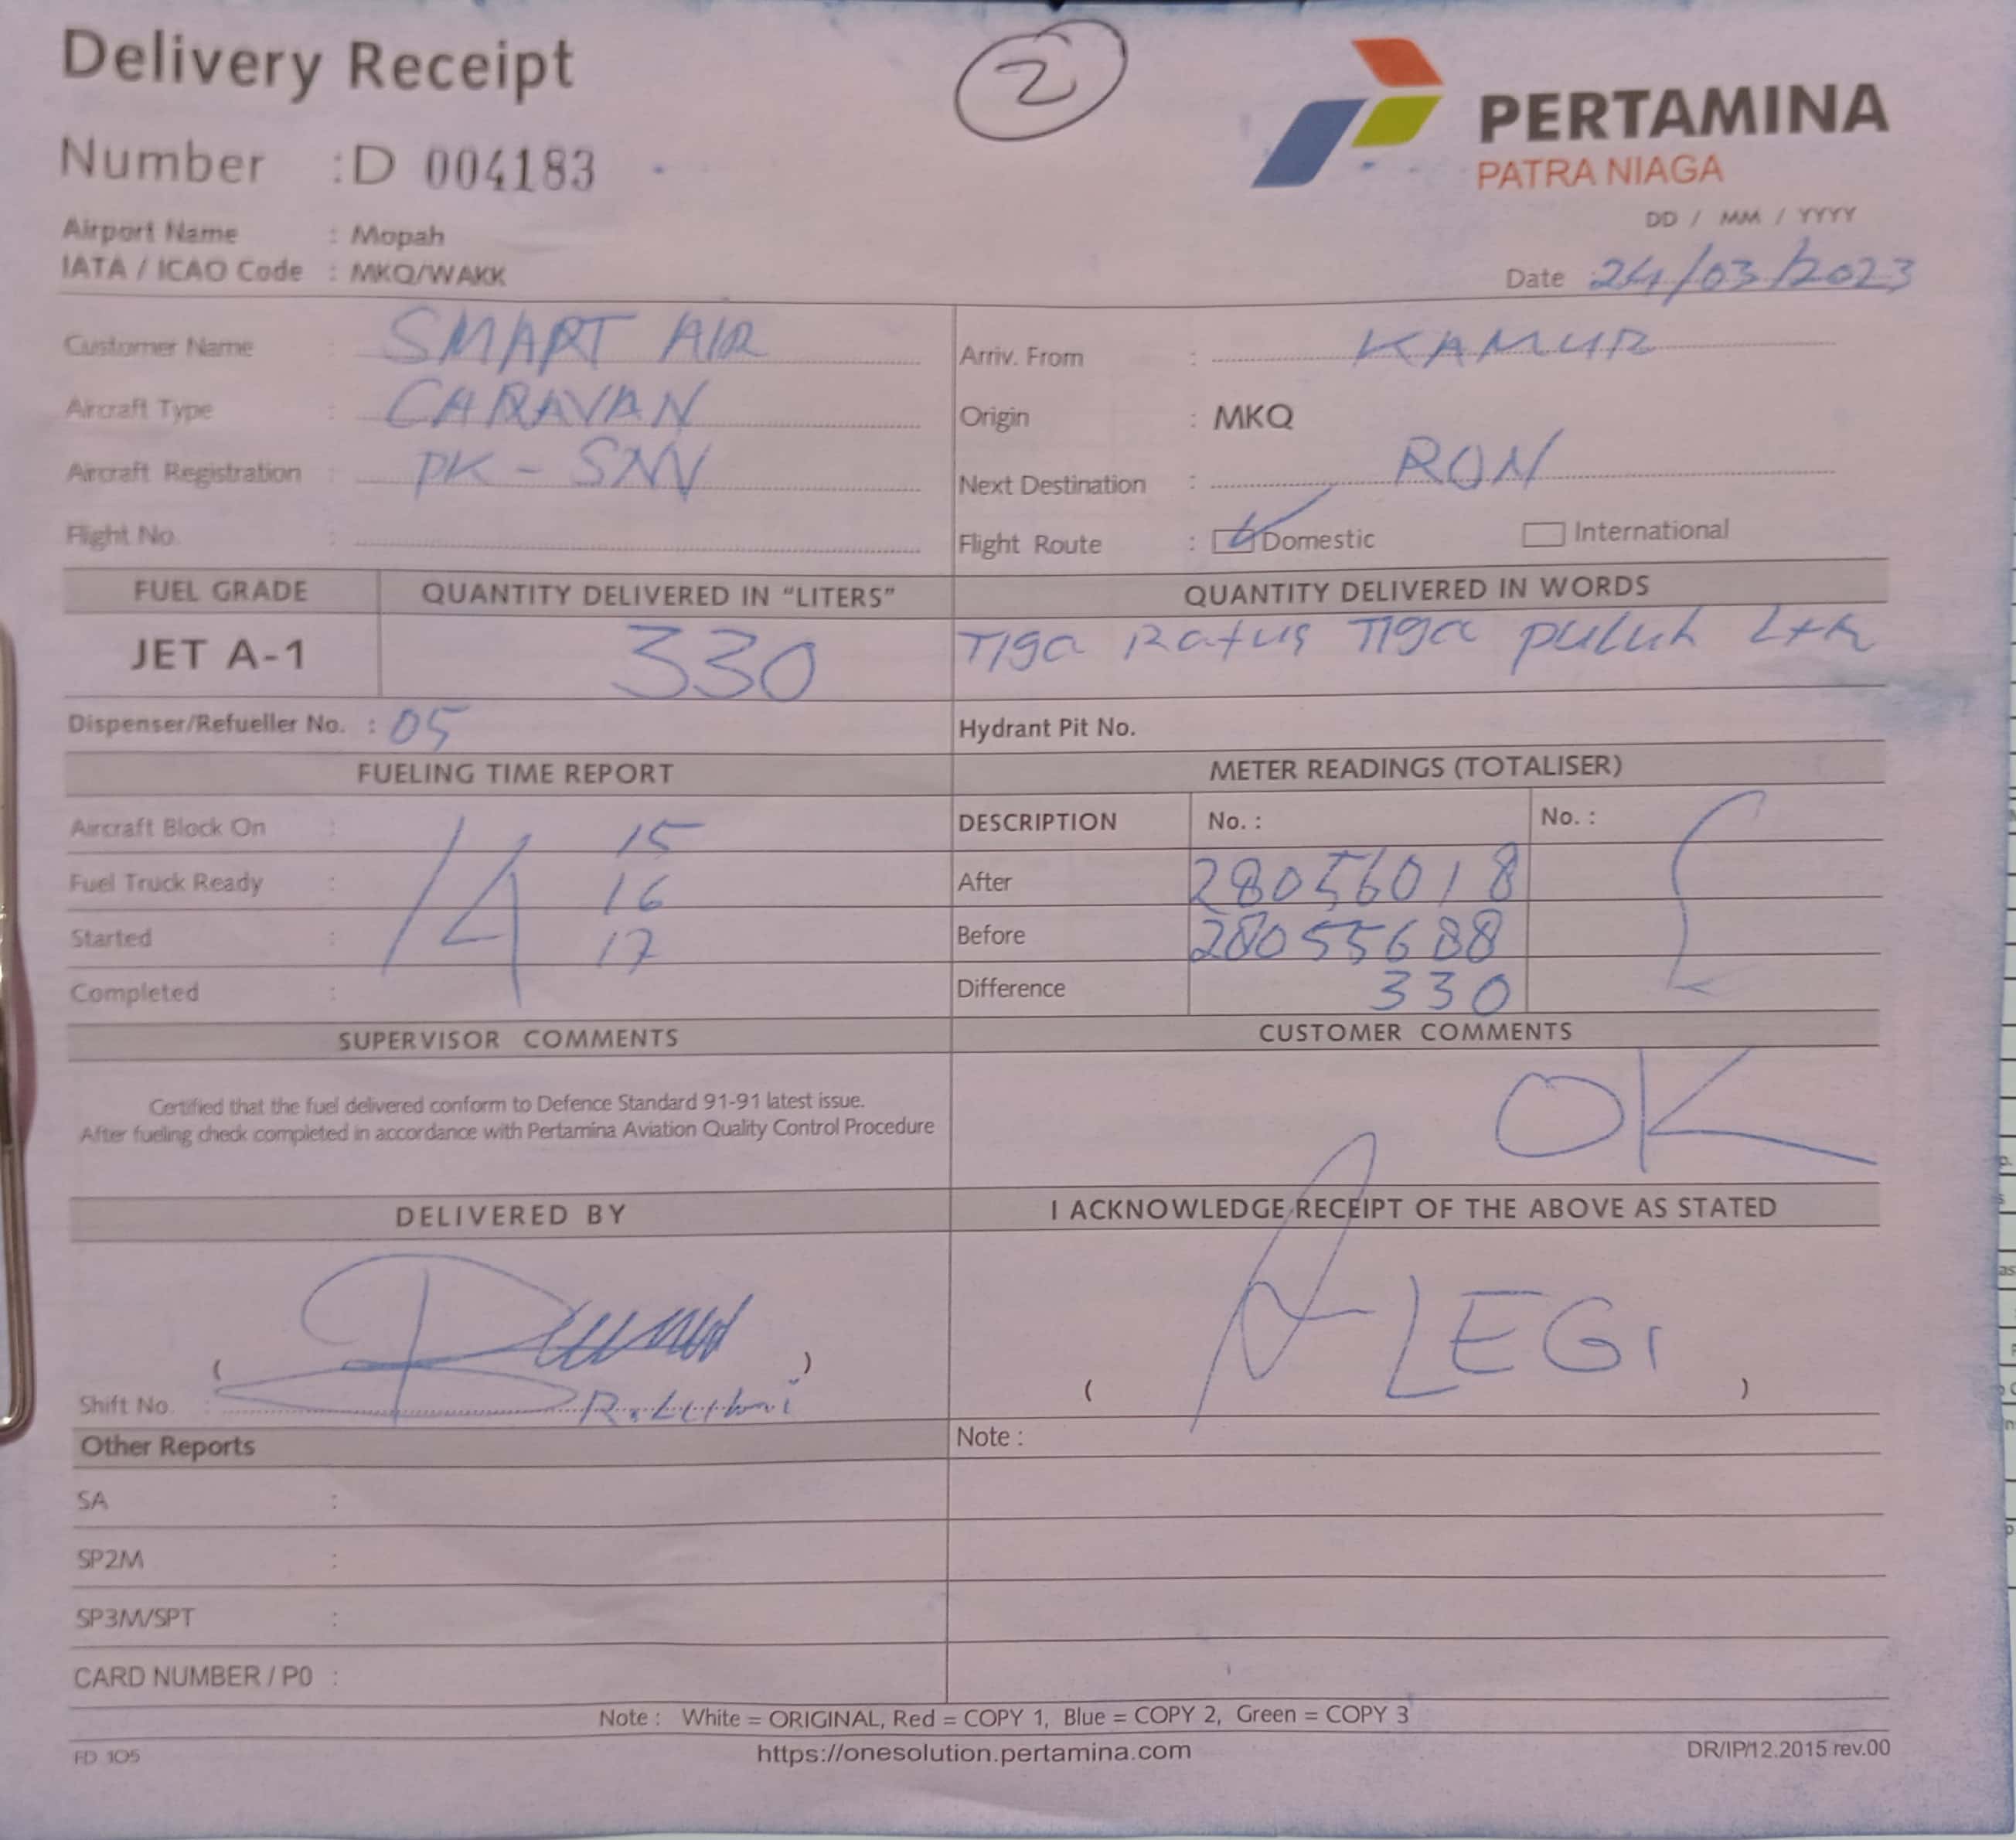 Delivery Receipt
2
PERTAMINA
PATRA NIAGA
Number : D 004183
Airport Name : Mopah
IATA / ICAO Code : MKQ/WAKK
DD / MM / YYYY
Date 24/03/2023
Customer Name : SMART AIR
Aircraft Type : CARAVAN
Aircraft Registration : PK - SNV
Flight No. :
Arriv. From : KAMUR
Origin : MKQ
Next Destination : RON
Flight Route : Domestic International
FUEL GRADE QUANTITY DELIVERED IN "LITERS" QUANTITY DELIVERED IN WORDS
JET A-1 330 Tiga Ratus Tiga puluh Ltr
Dispenser/Refueller No. : 05 Hydrant Pit No.
FUELING TIME REPORT
Aircraft Block On :
Fuel Truck Ready :
Started :
Completed :
14 15
16
17
METER READINGS (TOTALISER)
DESCRIPTION No. : No. :
After 28056018
Before 28055688
Difference 330
SUPERVISOR COMMENTS
Certified that the fuel delivered conform to Defence Standard 91-91 latest issue.
After fueling check completed in accordance with Pertamina Aviation Quality Control Procedure
CUSTOMER COMMENTS
OK
DELIVERED BY
( )
Shift No. :
I ACKNOWLEDGE RECEIPT OF THE ABOVE AS STATED
LEGI
( )
Other Reports
SA :
SP2M :
SP3M/SPT :
CARD NUMBER / P0 :
Note :
Note : White = ORIGINAL, Red = COPY 1, Blue = COPY 2, Green = COPY 3
FD 105 https://onesolution.pertamina.com DR/IP/12.2015 rev.00